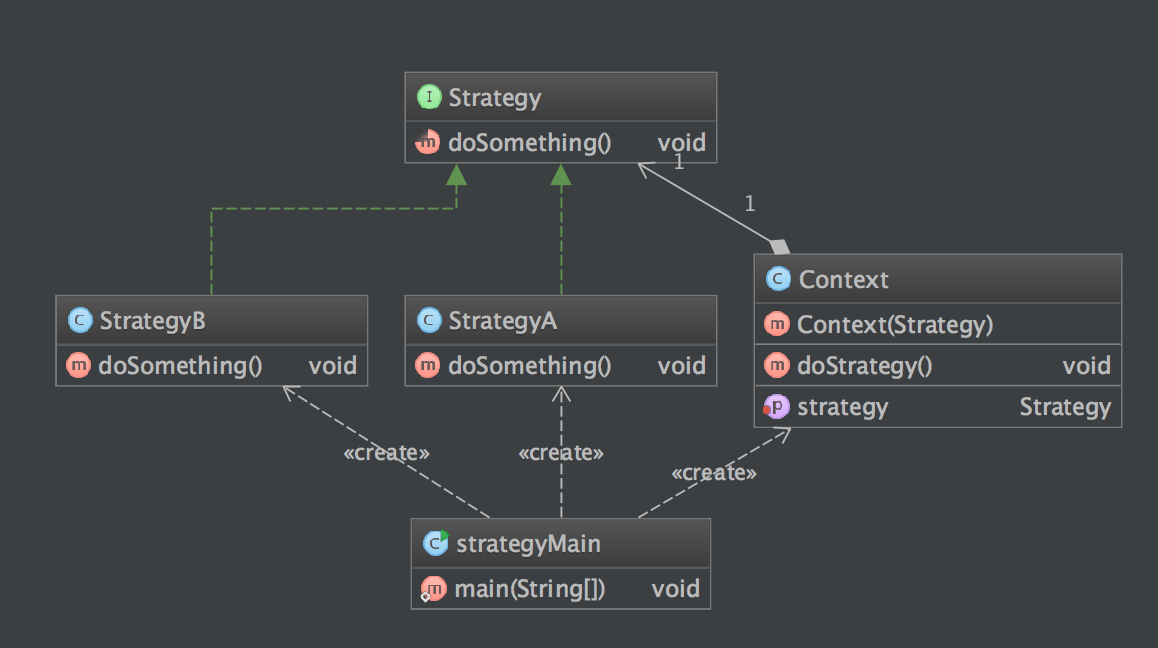 Strategy
doSomething() void
1
1
Context
Context(Strategy)
doStrategy() void
strategy Strategy
StrategyB
doSomething() void
StrategyA
doSomething() void
«create»
«create»
«create»
strategyMain
main(String[]) void